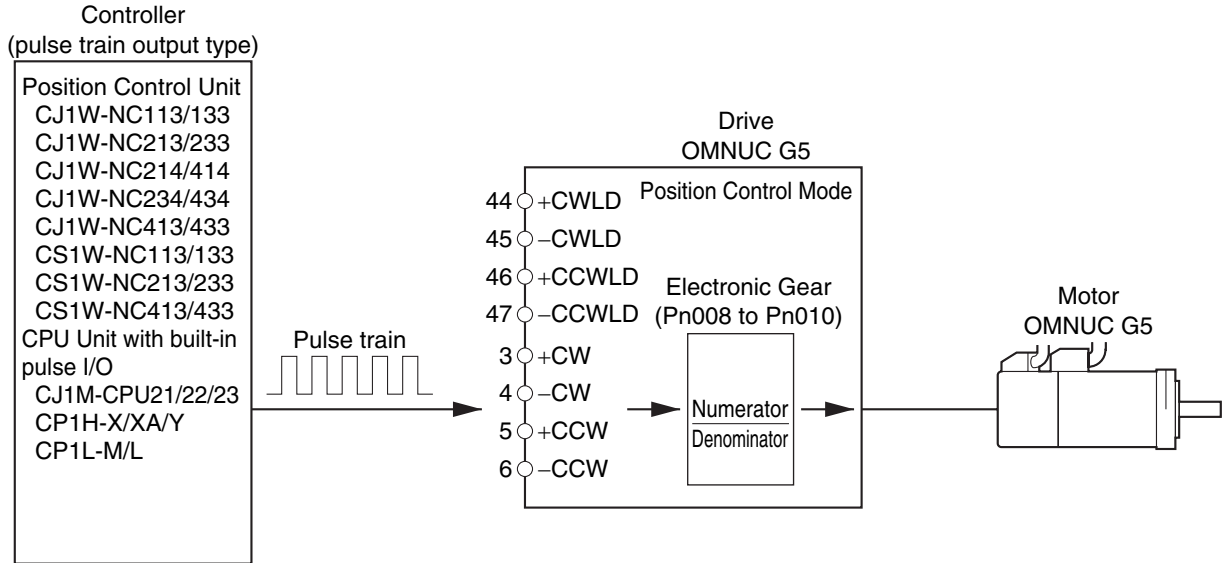 Controller
(pulse train output type)
Position Control Unit
CJ1W-NC113/133
CJ1W-NC213/233
CJ1W-NC214/414
CJ1W-NC234/434
CJ1W-NC413/433
CS1W-NC113/133
CS1W-NC213/233
CS1W-NC413/433
CPU Unit with built-in
pulse I/O
CJ1M-CPU21/22/23
CP1H-X/XA/Y
CP1L-M/L
Pulse train
Drive
OMNUC G5
Position Control Mode
44 +CWLD
45 −CWLD
46 +CCWLD
47 −CCWLD
3 +CW
4 −CW
5 +CCW
6 −CCW
Electronic Gear
(Pn008 to Pn010)
Numerator
Denominator
Motor
OMNUC G5